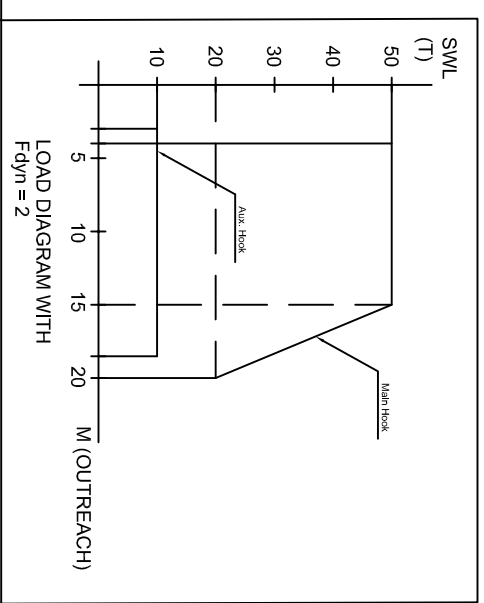 SWL
(T)
50
40
30
20
10
Main Hook
Aux. Hook
5
10
15
20
M (OUTREACH)
LOAD DIAGRAM WITH
Fdyn = 2